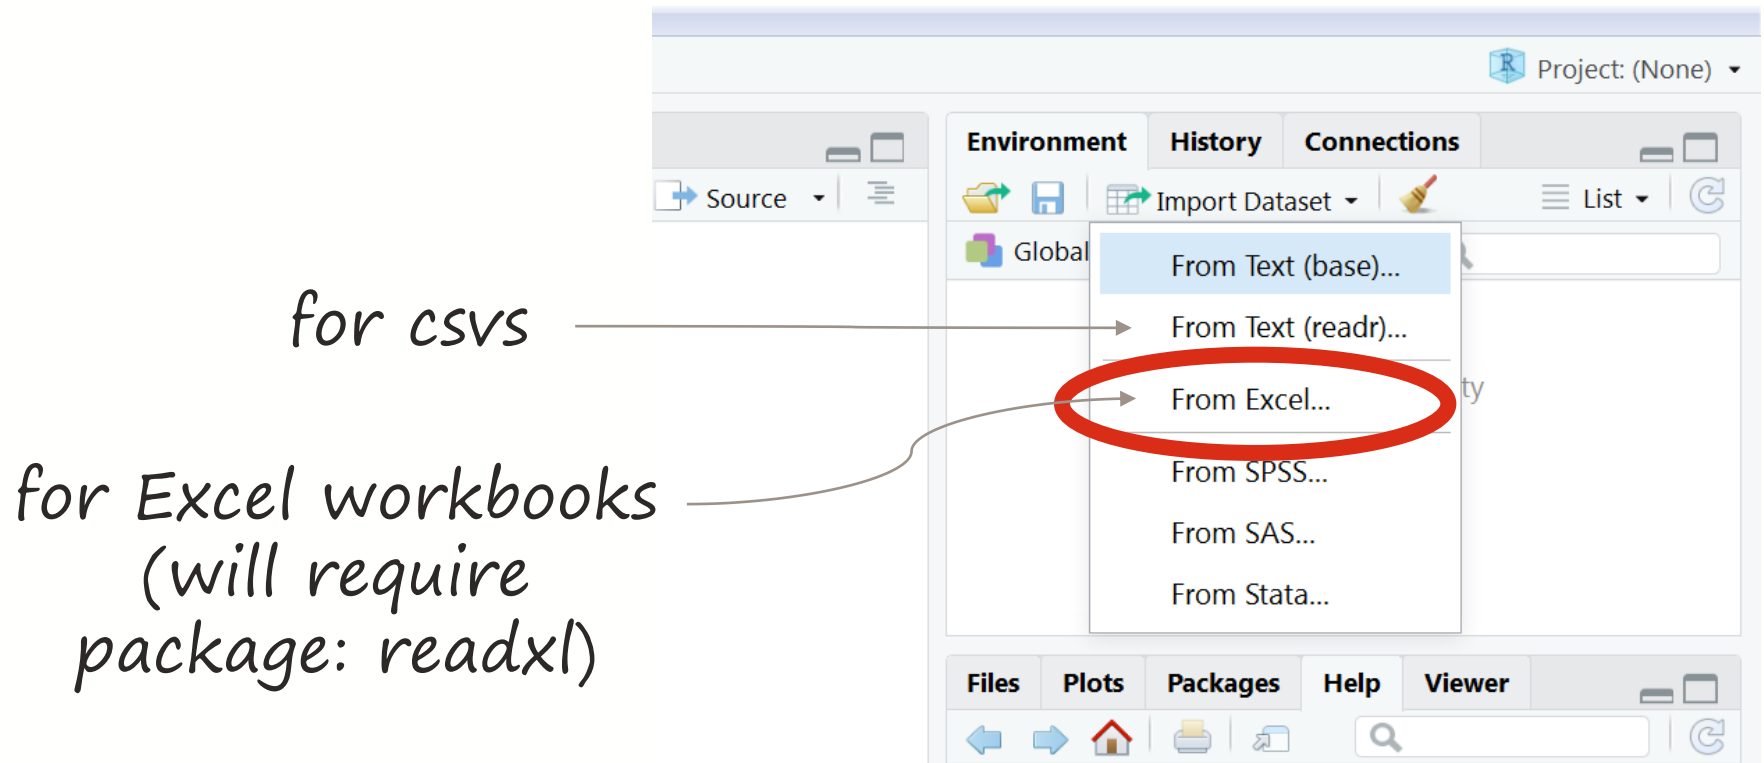 Project: (None)
Environment History Connections
Source
Import Dataset
List
Global
From Text (base)...
for csvs
From Text (readr)...
From Excel...
ty
for Excel workbooks
(will require
package: readxl)
From SPSS...
From SAS...
From Stata...
Files Plots Packages Help Viewer